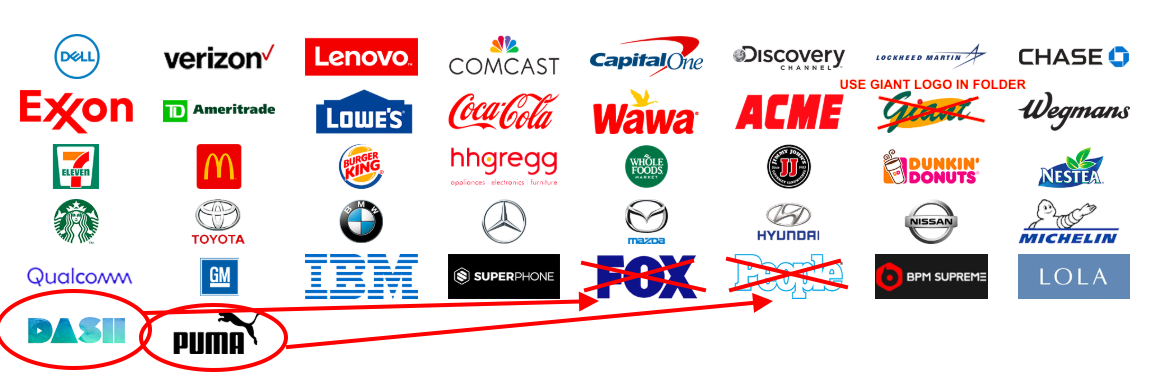 DELL verizon Lenovo COMCAST Capital One Discovery CHANNEL LOCKHEED MARTIN CHASE
USE GIANT LOGO IN FOLDER
Exxon TD Ameritrade LOWE'S Coca-Cola Wawa ACME Giant Wegmans
7 ELEVEN M BURGER KING hhgregg WHOLE FOODS MARKET JIMMY JOHN'S JJ DUNKIN' DONUTS NESTEA
appliances electronics furniture
TOYOTA BMW mazda HYUNDAI NISSAN MICHELIN
Qualcomm GM IBM SUPERPHONE FOX People BPM SUPREME LOLA
DASH PUMA